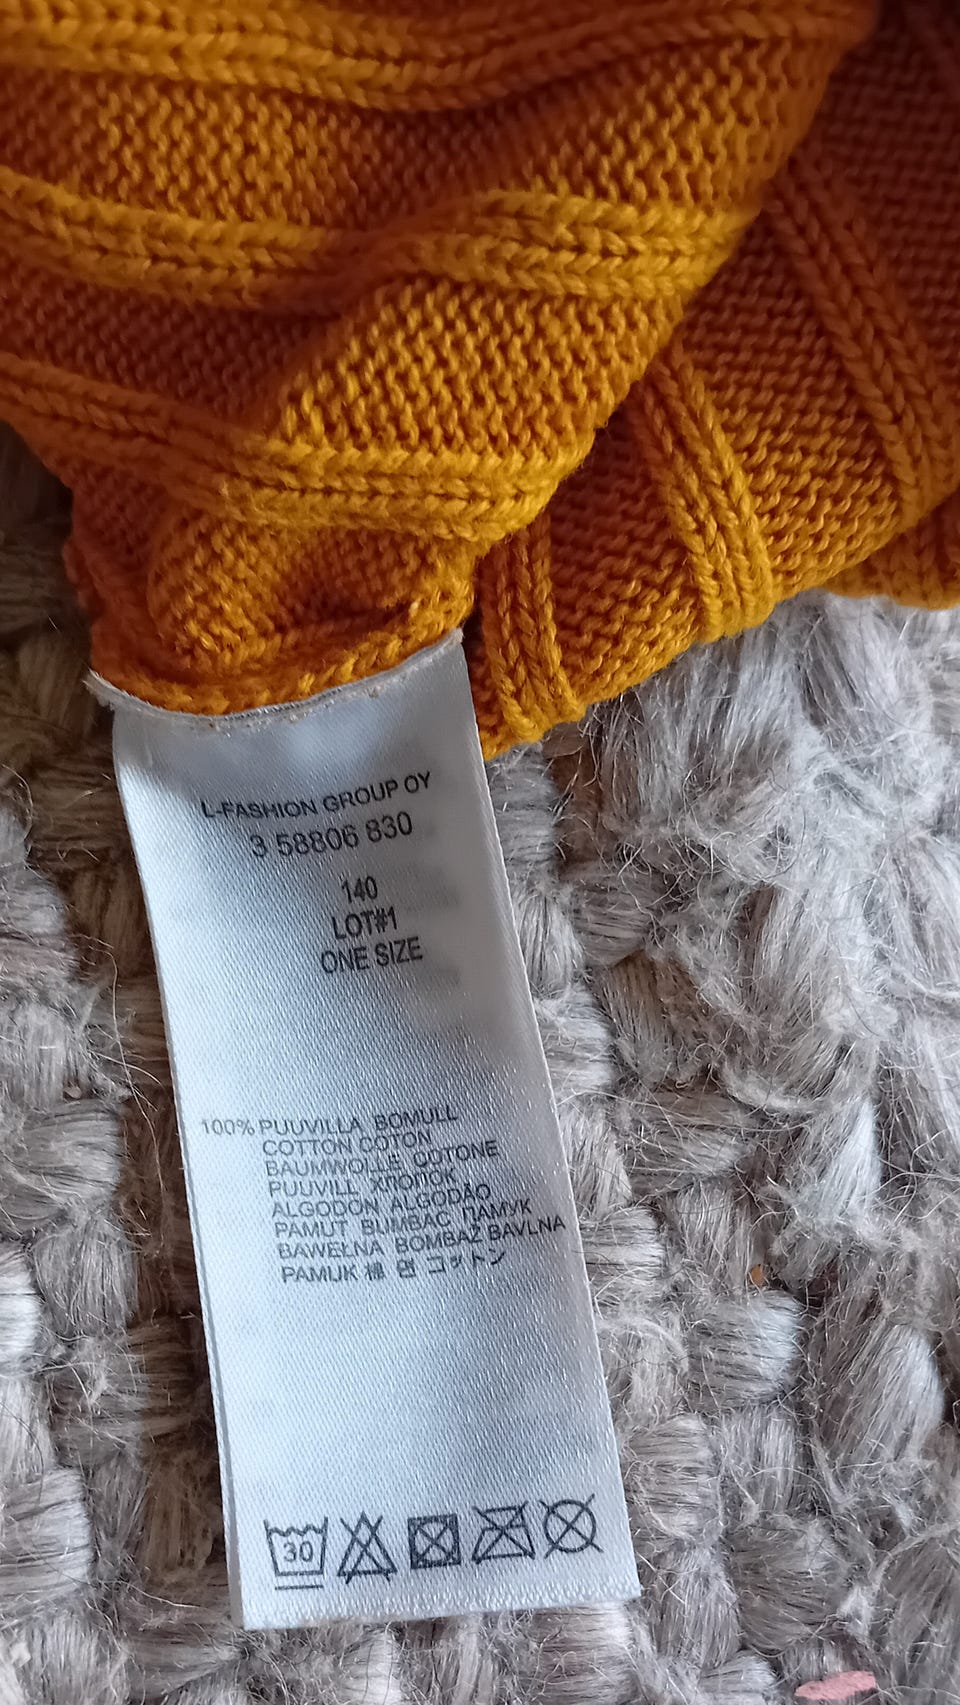 L-FASHION GROUP OY
3 58806 830
140
LOT#1
ONE SIZE
100% PUUVILLA BOMULL
COTTON COTON
BAUMWOLLE COTONE
PUUVILL ХЛОПОК
ALGODON ALGODÃO
PAMUT BUMBAC ПАМУК
BAWEŁNA BOMBAŽ BAVLNA
PAMUK 棉 면 コットン
30